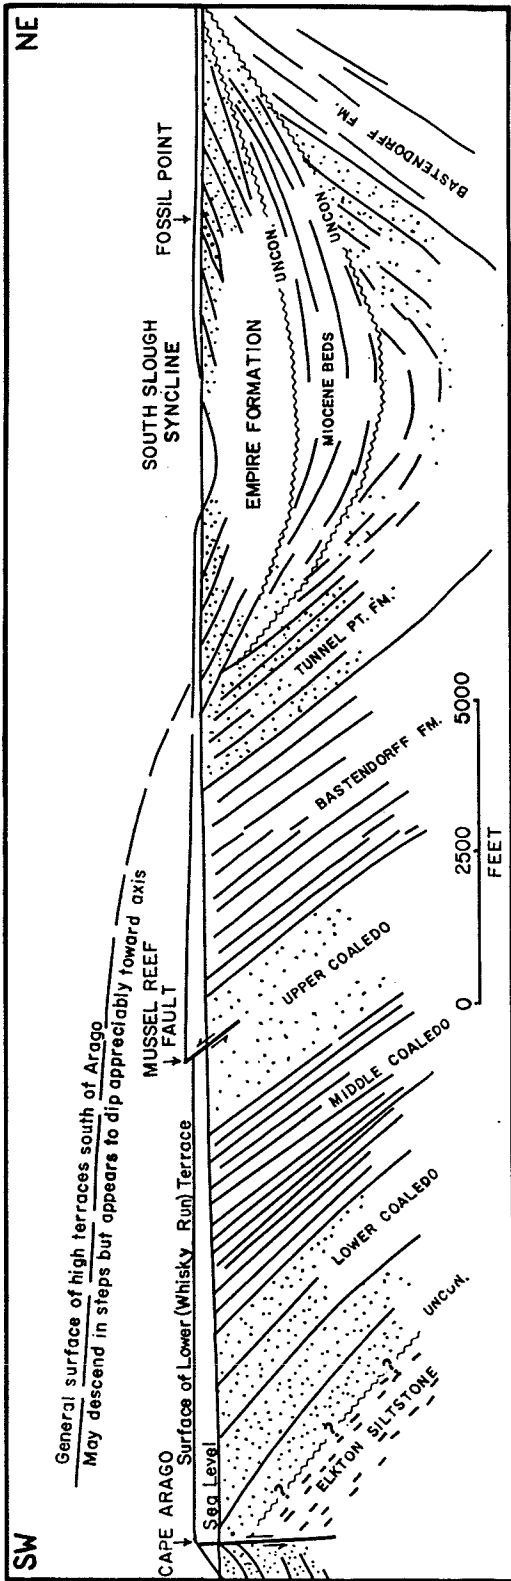 SW
NE
General surface of high terraces south of Arago
May descend in steps but appears to dip appreciably toward axis
CAPE ARAGO
Surface of Lower (Whisky Run) Terrace
Sea Level
MUSSEL REEF
FAULT
SOUTH SLOUGH
SYNCLINE
FOSSIL POINT
?
?
?
ELKTON SILTSTONE
UNCON.
LOWER COALEDO
MIDDLE COALEDO
UPPER COALEDO
BASTENDORFF FM.
TUNNEL PT. FM.
EMPIRE FORMATION
UNCON.
MIOCENE BEDS
UNCON.
BASTENDORFF FM.
0
2500
5000
FEET